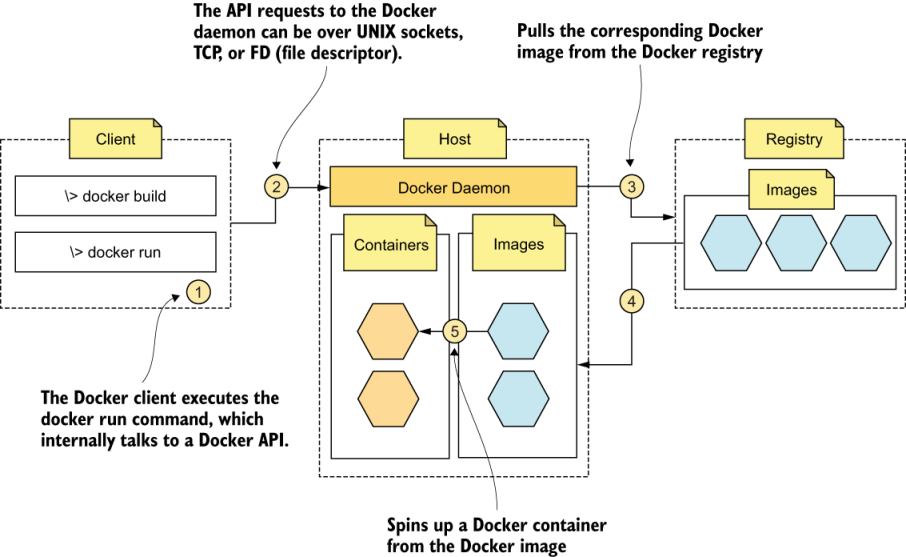 The API requests to the Docker
daemon can be over UNIX sockets,
TCP, or FD (file descriptor).
Pulls the corresponding Docker
image from the Docker registry
Client
Host
Registry
\> docker build
2
Docker Daemon
3
Images
\> docker run
Containers
Images
1
4
5
The Docker client executes the
docker run command, which
internally talks to a Docker API.
Spins up a Docker container
from the Docker image